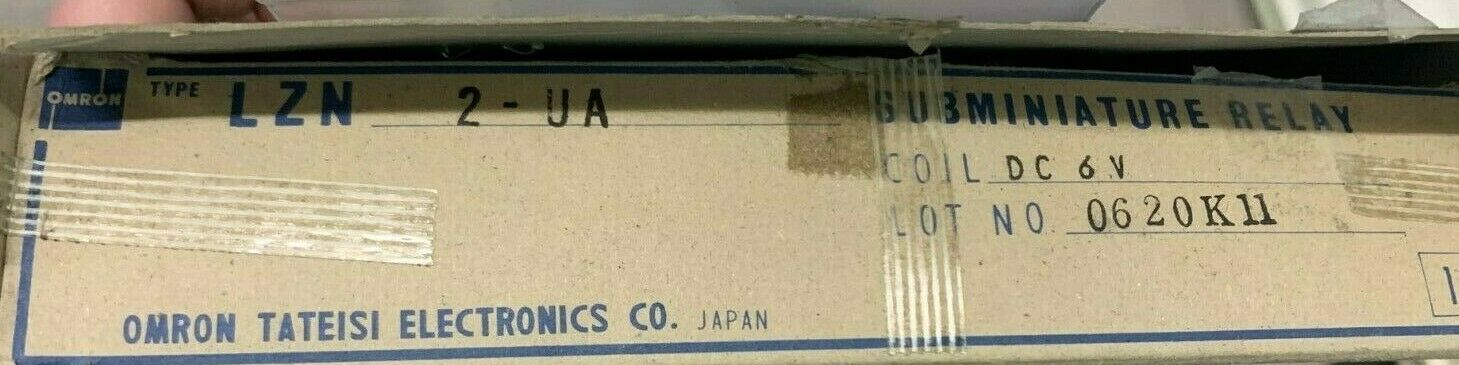 OMRON
TYPE LZN 2-UA
SUBMINIATURE RELAY
COIL DC 6V
LOT NO. 0620K11
OMRON TATEISI ELECTRONICS CO. JAPAN